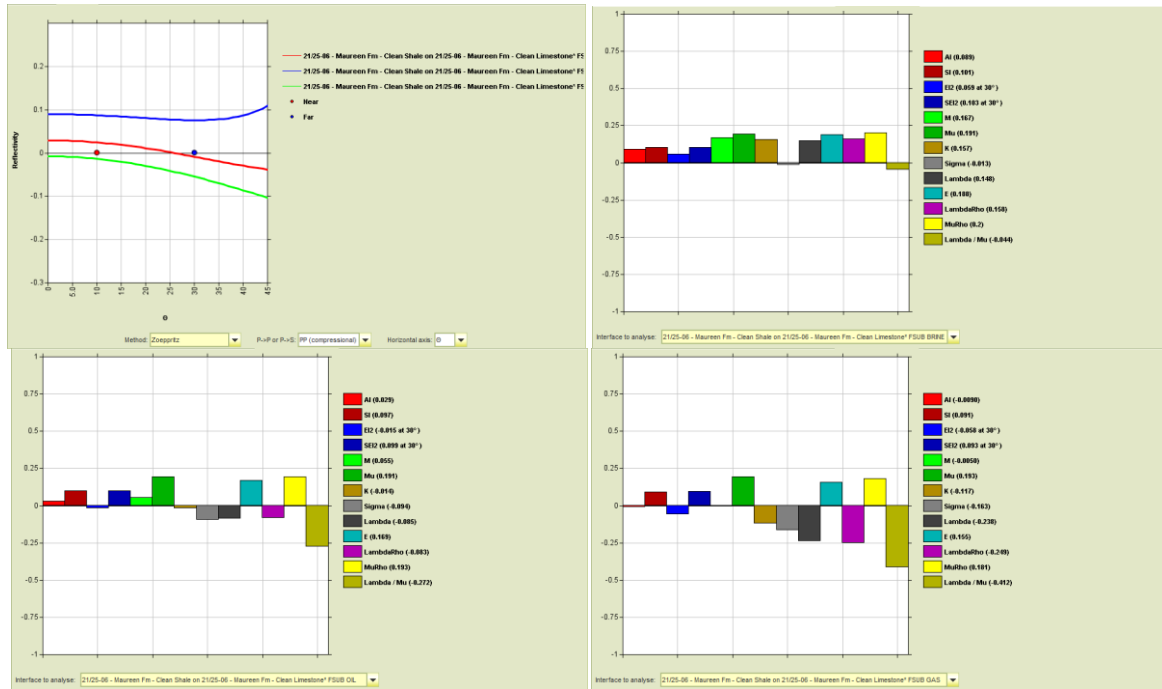 0.2
0.1
0
-0.1
-0.2
-0.3
Reflectivity
0
5.0
10
15
20
25
30
35
40
45
Θ
21/25-06 - Maureen Fm - Clean Shale on 21/25-06 - Maureen Fm - Clean Limestone* FS
21/25-06 - Maureen Fm - Clean Shale on 21/25-06 - Maureen Fm - Clean Limestone* FS
21/25-06 - Maureen Fm - Clean Shale on 21/25-06 - Maureen Fm - Clean Limestone* FS
Near
Far
Method: Zoeppritz P->P or P->S: PP (compressional) Horizontal axis: Θ
1
0.75
0.5
0.25
0
-0.25
-0.5
-0.75
-1
AI (0.089)
SI (0.101)
EI2 (0.059 at 30°)
SEI2 (0.103 at 30°)
M (0.167)
Mu (0.191)
K (0.157)
Sigma (-0.013)
Lambda (0.148)
E (0.188)
LambdaRho (0.158)
MuRho (0.2)
Lambda / Mu (-0.044)
Interface to analyse: 21/25-06 - Maureen Fm - Clean Shale on 21/25-06 - Maureen Fm - Clean Limestone* FSUB BRINE
1
0.75
0.5
0.25
0
-0.25
-0.5
-0.75
-1
AI (0.029)
SI (0.097)
EI2 (-0.015 at 30°)
SEI2 (0.099 at 30°)
M (0.055)
Mu (0.191)
K (-0.014)
Sigma (-0.094)
Lambda (-0.085)
E (0.169)
LambdaRho (-0.083)
MuRho (0.193)
Lambda / Mu (-0.272)
Interface to analyse: 21/25-06 - Maureen Fm - Clean Shale on 21/25-06 - Maureen Fm - Clean Limestone* FSUB OIL
1
0.75
0.5
0.25
0
-0.25
-0.5
-0.75
-1
AI (-0.0098)
SI (0.091)
EI2 (-0.058 at 30°)
SEI2 (0.093 at 30°)
M (-0.0058)
Mu (0.193)
K (-0.117)
Sigma (-0.163)
Lambda (-0.238)
E (0.155)
LambdaRho (-0.249)
MuRho (0.181)
Lambda / Mu (-0.412)
Interface to analyse: 21/25-06 - Maureen Fm - Clean Shale on 21/25-06 - Maureen Fm - Clean Limestone* FSUB GAS